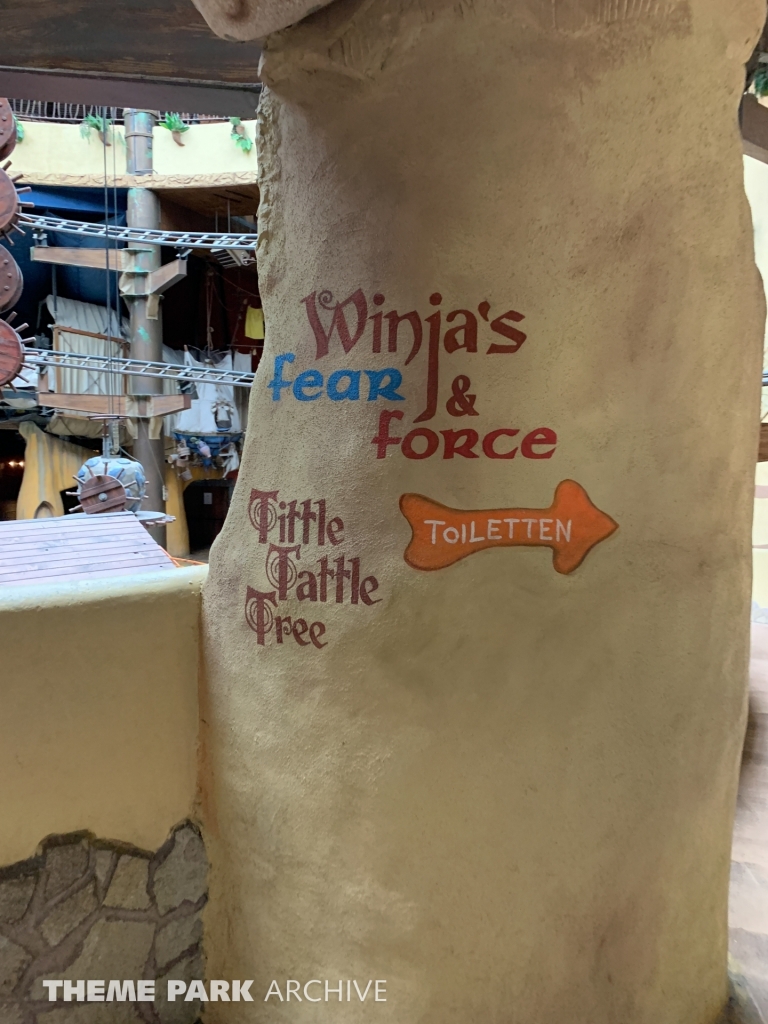 Winja's
fear &
force
Tittle
Tattle
Tree
TOILETTEN
THEME PARK ARCHIVE